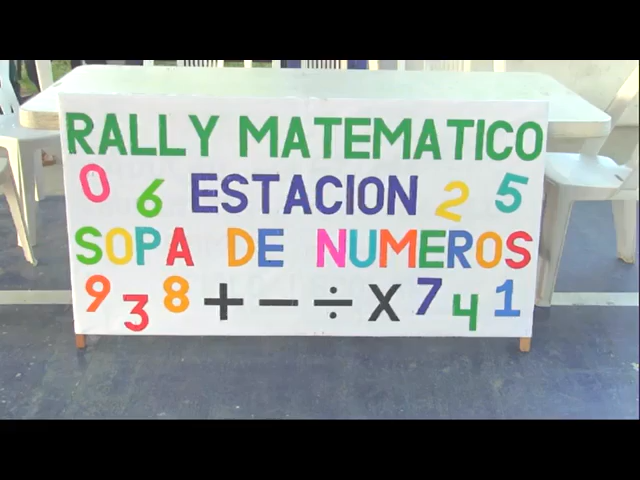 RALLY MATEMATICO
0 6 ESTACION 2 5
SOPA DE NUMEROS
9 3 8 + − ÷ X 7 4 1